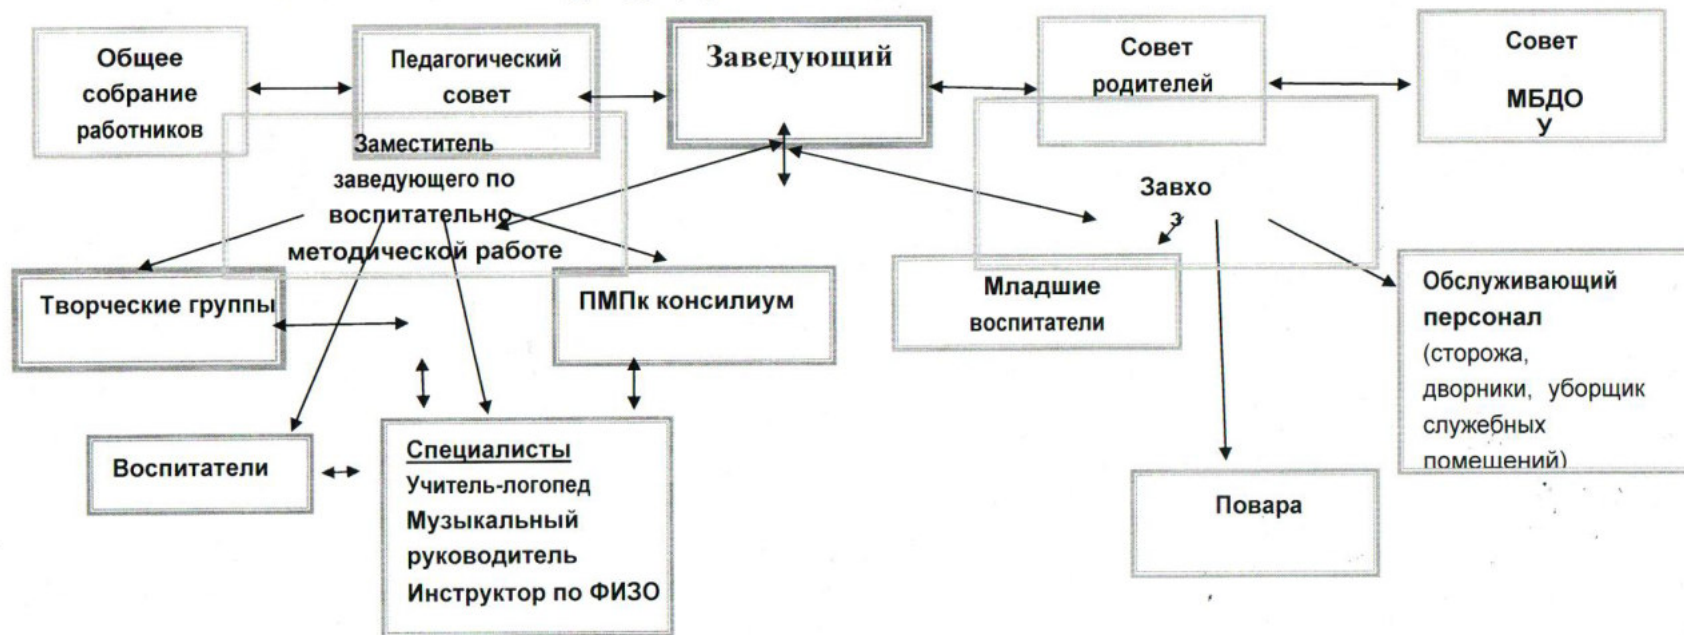 Общее
собрание
работников
Педагогический
совет
Заведующий
Совет
родителей
Совет
МБДО
У
Заместитель
заведующего по
воспитательно
методической работе
Завхо
з
Творческие группы
ПМПк консилиум
Младшие
воспитатели
Обслуживающий
персонал
(сторожа,
дворники, уборщик
служебных
помещений)
Воспитатели
Специалисты
Учитель-логопед
Музыкальный
руководитель
Инструктор по ФИЗО
Повара